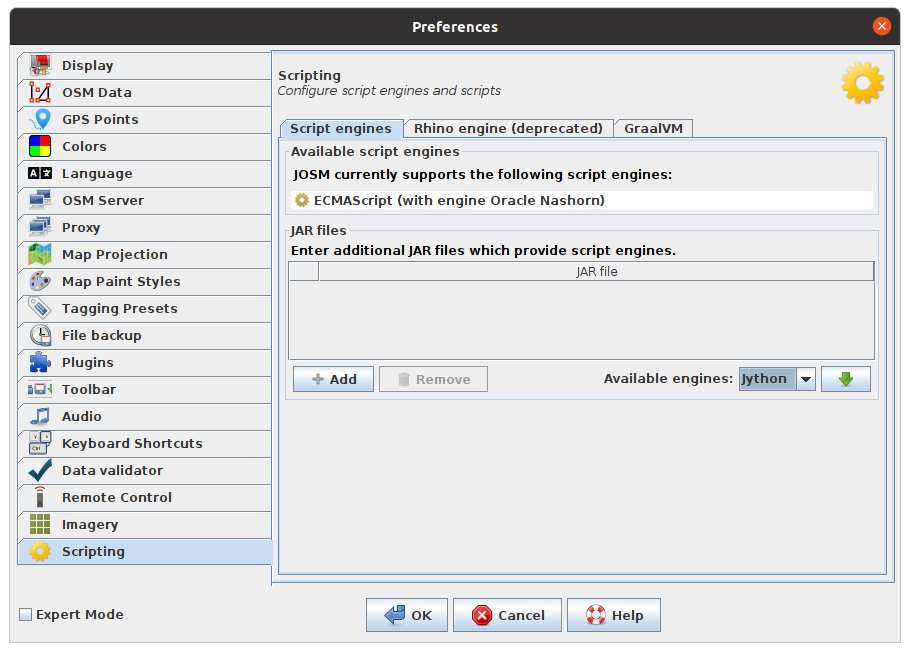 Preferences
Display
OSM Data
GPS Points
Colors
Language
OSM Server
Proxy
Map Projection
Map Paint Styles
Tagging Presets
File backup
Plugins
Toolbar
Audio
Keyboard Shortcuts
Data validator
Remote Control
Imagery
Scripting
Scripting
Configure script engines and scripts
Script engines Rhino engine (deprecated) GraalVM
Available script engines
JOSM currently supports the following script engines:
ECMAScript (with engine Oracle Nashorn)
JAR files
Enter additional JAR files which provide script engines.
JAR file
Add Remove Available engines: Jython
Expert Mode
OK Cancel Help